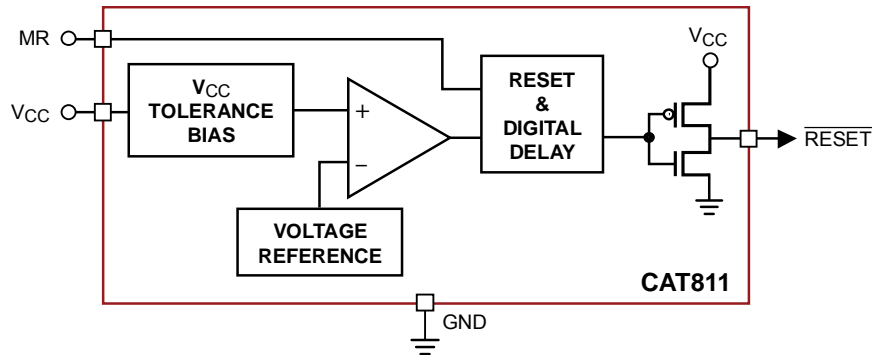 MR
VCC
VCC
TOLERANCE
BIAS
+
−
VOLTAGE
REFERENCE
RESET
&
DIGITAL
DELAY
VCC
RESET
CAT811
GND